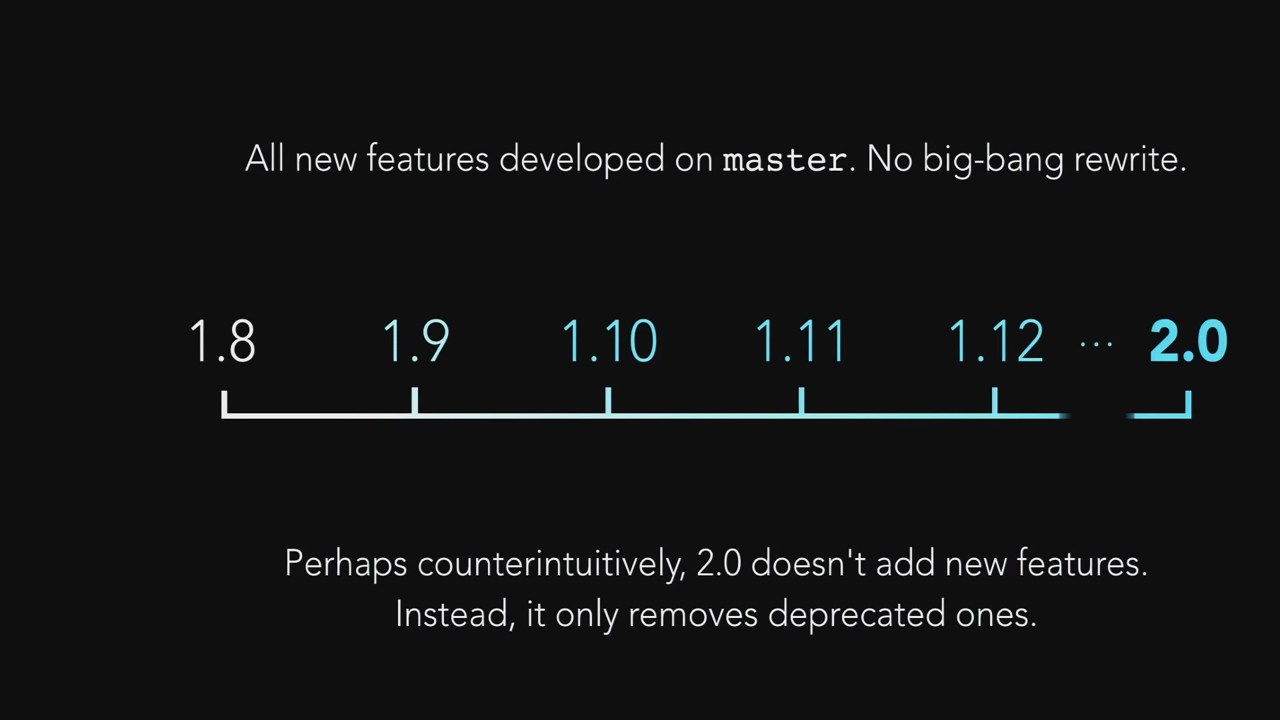 All new features developed on master. No big-bang rewrite.
1.8 1.9 1.10 1.11 1.12 ··· 2.0
Perhaps counterintuitively, 2.0 doesn't add new features.
Instead, it only removes deprecated ones.